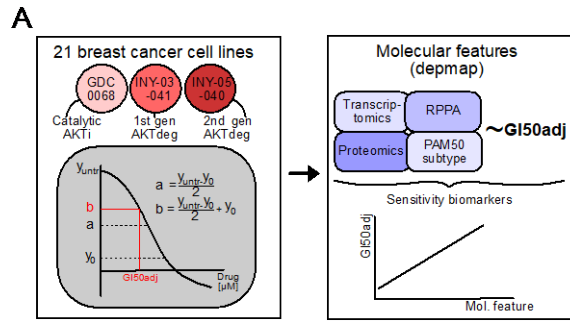 A
21 breast cancer cell lines
GDC
0068
INY-03
-041
INY-05
-040
Catalytic
AKTi
1st gen
AKTdeg
2nd gen
AKTdeg
yuntr
b
a
y0
a = yuntr-y0
2
b = yuntr-y0 + y0
2
GI50adj
Drug
[µM]
Molecular features
(depmap)
Transcrip-
tomics
RPPA
Proteomics
PAM50
subtype
~GI50adj
Sensitivity biomarkers
GI50adj
Mol. feature